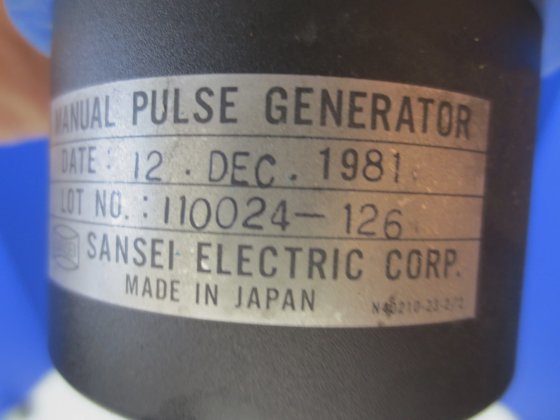 MANUAL PULSE GENERATOR
DATE: 12. DEC. 1981
LOT NO.: 110024-126
SANSEI ELECTRIC CORP.
MADE IN JAPAN